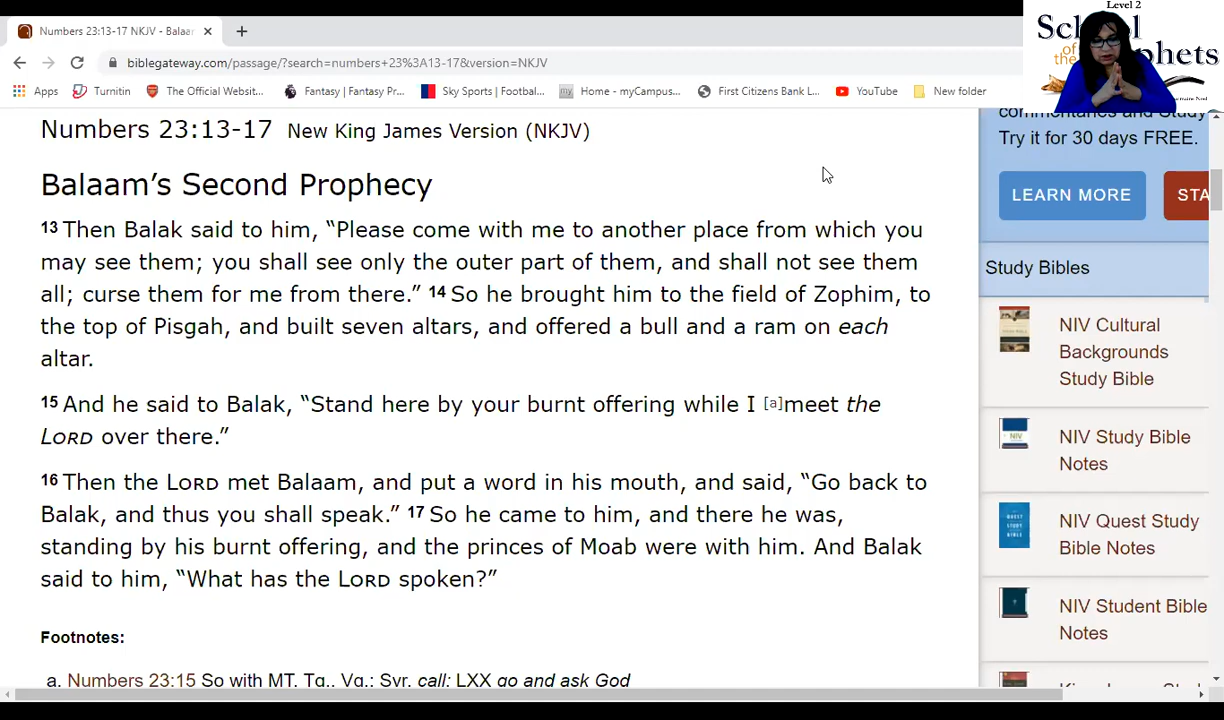 Level 2
School
of the Prophets
Numbers 23:13-17 NKJV - Balaa
biblegateway.com/passage/?search=numbers+23%3A13-17&version=NKJV
Apps Turnitin The Official Websit... Fantasy | Fantasy Pr... Sky Sports | Footbal... Home - myCampus... First Citizens Bank L... YouTube New folder
Numbers 23:13-17 New King James Version (NKJV)
Balaam’s Second Prophecy
13 Then Balak said to him, “Please come with me to another place from which you
may see them; you shall see only the outer part of them, and shall not see them
all; curse them for me from there.” 14 So he brought him to the field of Zophim, to
the top of Pisgah, and built seven altars, and offered a bull and a ram on each
altar.
15 And he said to Balak, “Stand here by your burnt offering while I [a]meet the
LORD over there.”
16 Then the LORD met Balaam, and put a word in his mouth, and said, “Go back to
Balak, and thus you shall speak.” 17 So he came to him, and there he was,
standing by his burnt offering, and the princes of Moab were with him. And Balak
said to him, “What has the LORD spoken?”
Footnotes:
a. Numbers 23:15 So with MT, Tg., Vg.; Syr. call; LXX go and ask God
commentaries and Study
Try it for 30 days FREE.
LEARN MORE
STA
Study Bibles
NIV Cultural
Backgrounds
Study Bible
NIV Study Bible
Notes
NIV Quest Study
Bible Notes
NIV Student Bible
Notes